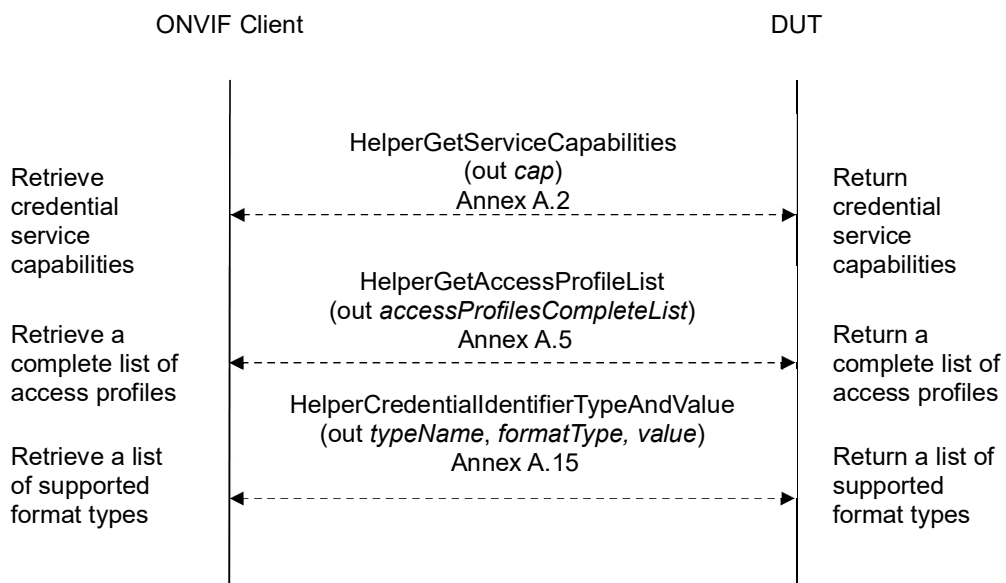 ONVIF Client
DUT
HelperGetServiceCapabilities
(out cap)
Annex A.2
Retrieve
credential
service
capabilities
Return
credential
service
capabilities
HelperGetAccessProfileList
(out accessProfilesCompleteList)
Annex A.5
Retrieve a
complete list of
access profiles
Return a
complete list of
access profiles
HelperCredentialIdentifierTypeAndValue
(out typeName, formatType, value)
Annex A.15
Retrieve a list
of supported
format types
Return a list of
supported
format types